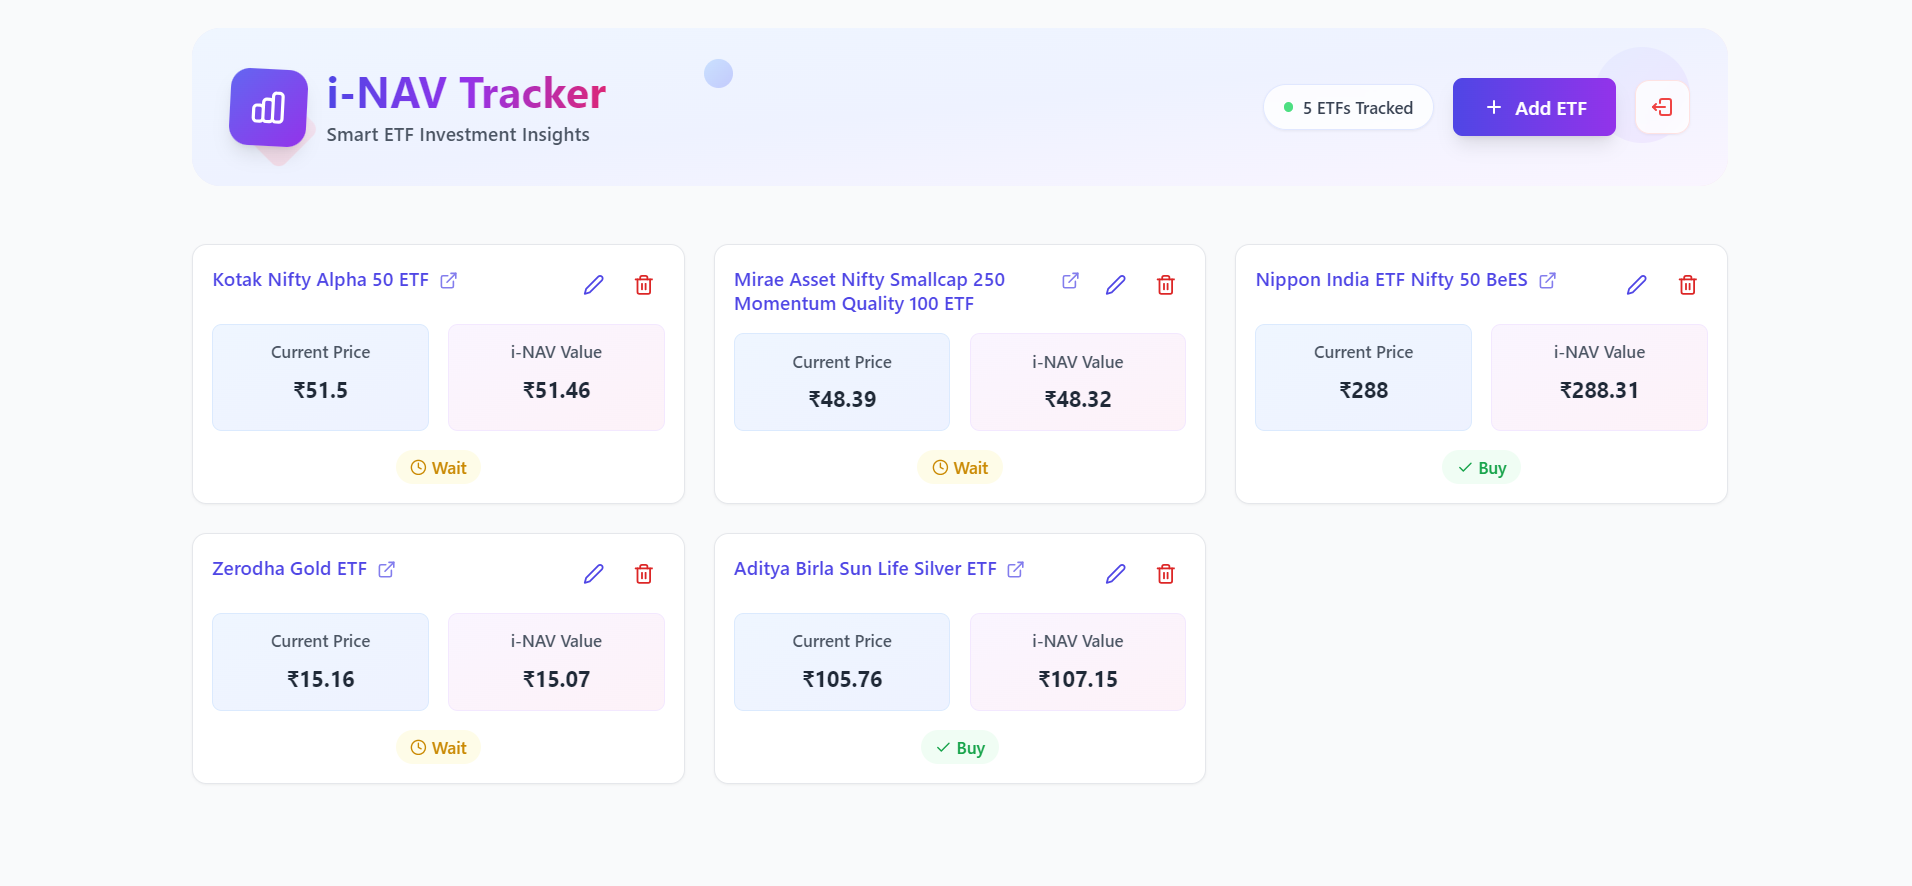 i-NAV Tracker
Smart ETF Investment Insights
5 ETFs Tracked
Add ETF
Kotak Nifty Alpha 50 ETF
Current Price
₹51.5
i-NAV Value
₹51.46
Wait
Mirae Asset Nifty Smallcap 250
Momentum Quality 100 ETF
Current Price
₹48.39
i-NAV Value
₹48.32
Wait
Nippon India ETF Nifty 50 BeES
Current Price
₹288
i-NAV Value
₹288.31
Buy
Zerodha Gold ETF
Current Price
₹15.16
i-NAV Value
₹15.07
Wait
Aditya Birla Sun Life Silver ETF
Current Price
₹105.76
i-NAV Value
₹107.15
Buy